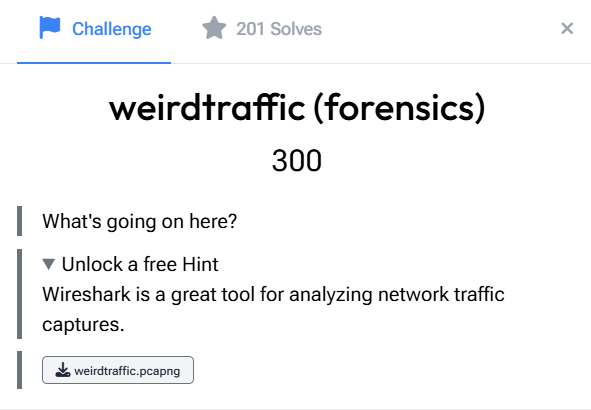 Challenge
201 Solves
×
weirdtraffic (forensics)
300
What's going on here?
▼ Unlock a free Hint
Wireshark is a great tool for analyzing network traffic
captures.
weirdtraffic.pcapng